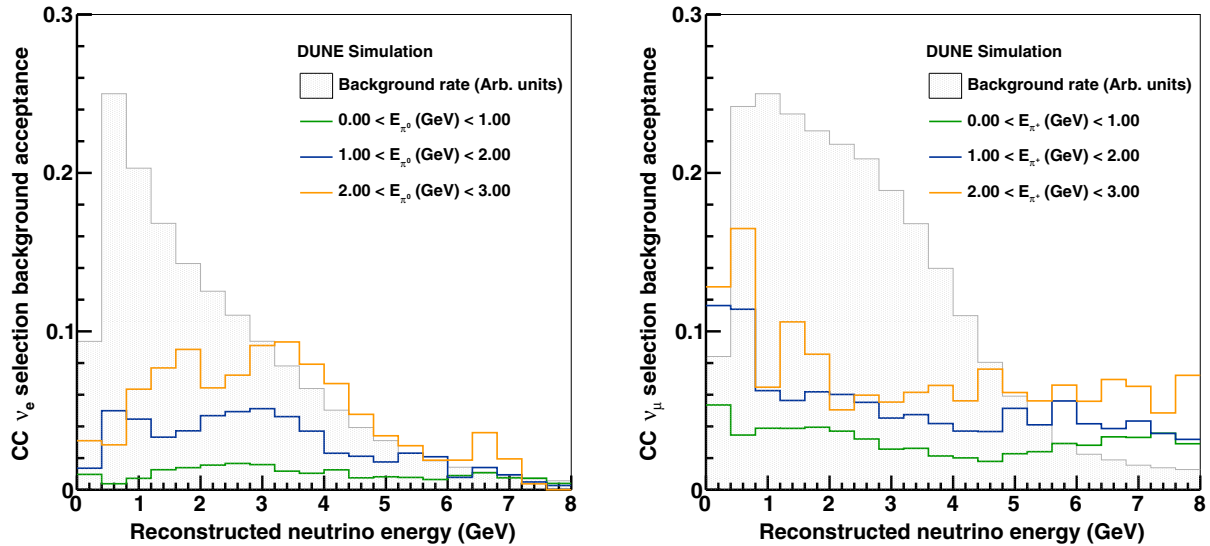 CC ν_e selection background acceptance
0.3
0.2
0.1
0
DUNE Simulation
Background rate (Arb. units)
0.00 < E_π⁰ (GeV) < 1.00
1.00 < E_π⁰ (GeV) < 2.00
2.00 < E_π⁰ (GeV) < 3.00
0 1 2 3 4 5 6 7 8
Reconstructed neutrino energy (GeV)
CC ν_μ selection background acceptance
0.3
0.2
0.1
0
DUNE Simulation
Background rate (Arb. units)
0.00 < E_π⁺ (GeV) < 1.00
1.00 < E_π⁺ (GeV) < 2.00
2.00 < E_π⁺ (GeV) < 3.00
0 1 2 3 4 5 6 7 8
Reconstructed neutrino energy (GeV)